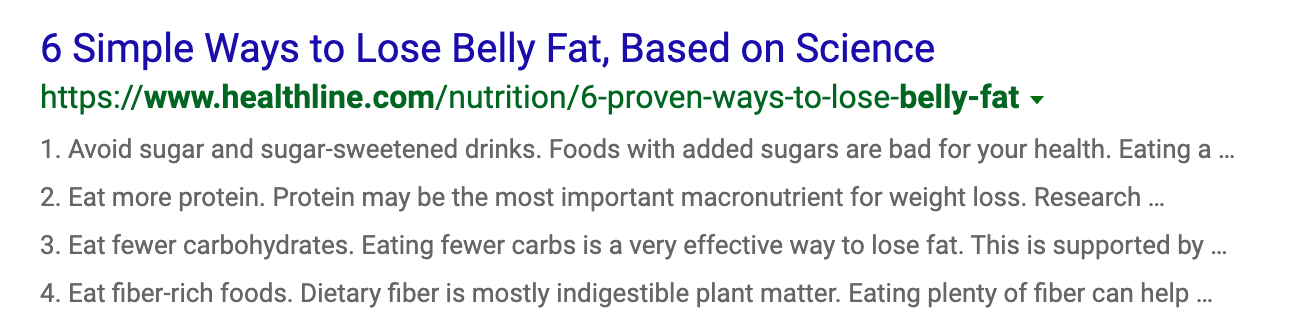 6 Simple Ways to Lose Belly Fat, Based on Science
https://www.healthline.com/nutrition/6-proven-ways-to-lose-belly-fat
1. Avoid sugar and sugar-sweetened drinks. Foods with added sugars are bad for your health. Eating a ...
2. Eat more protein. Protein may be the most important macronutrient for weight loss. Research ...
3. Eat fewer carbohydrates. Eating fewer carbs is a very effective way to lose fat. This is supported by ...
4. Eat fiber-rich foods. Dietary fiber is mostly indigestible plant matter. Eating plenty of fiber can help ...